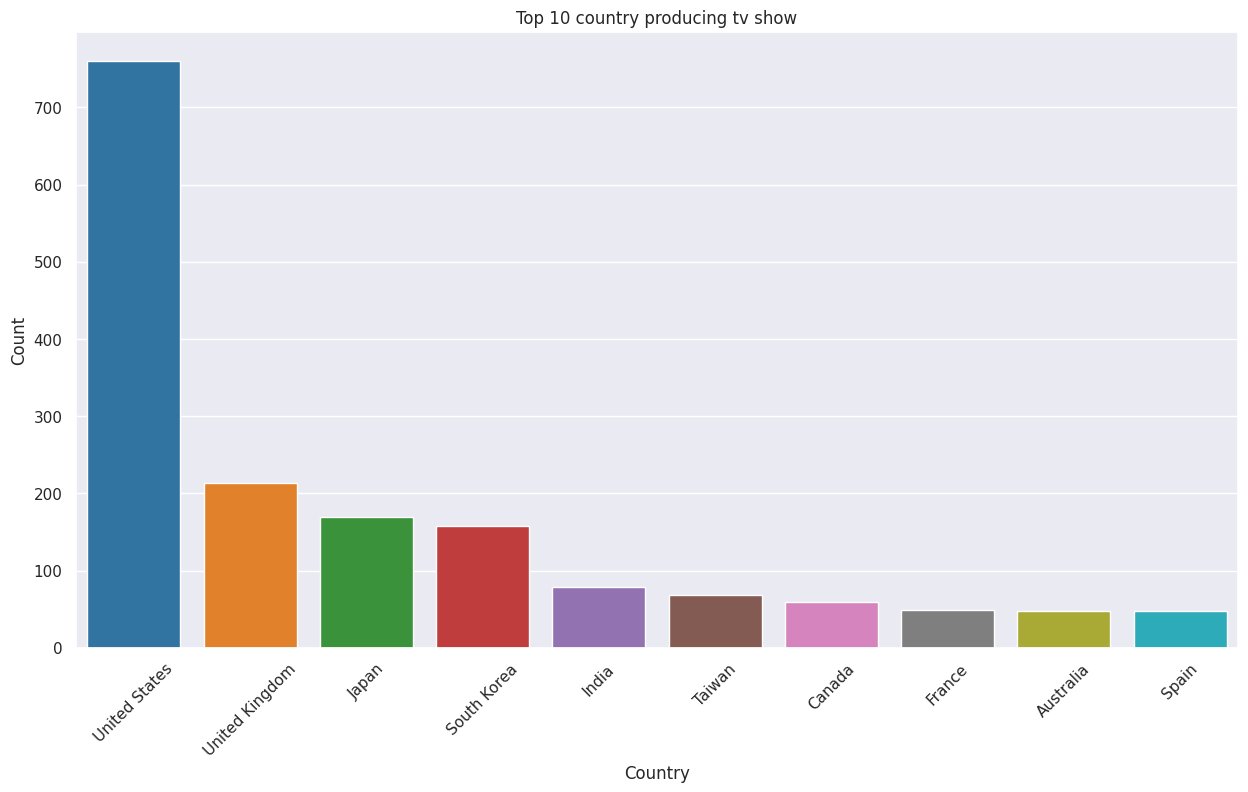 Top 10 country producing tv show
Count
700
600
500
400
300
200
100
0
United States
United Kingdom
Japan
South Korea
India
Taiwan
Canada
France
Australia
Spain
Country